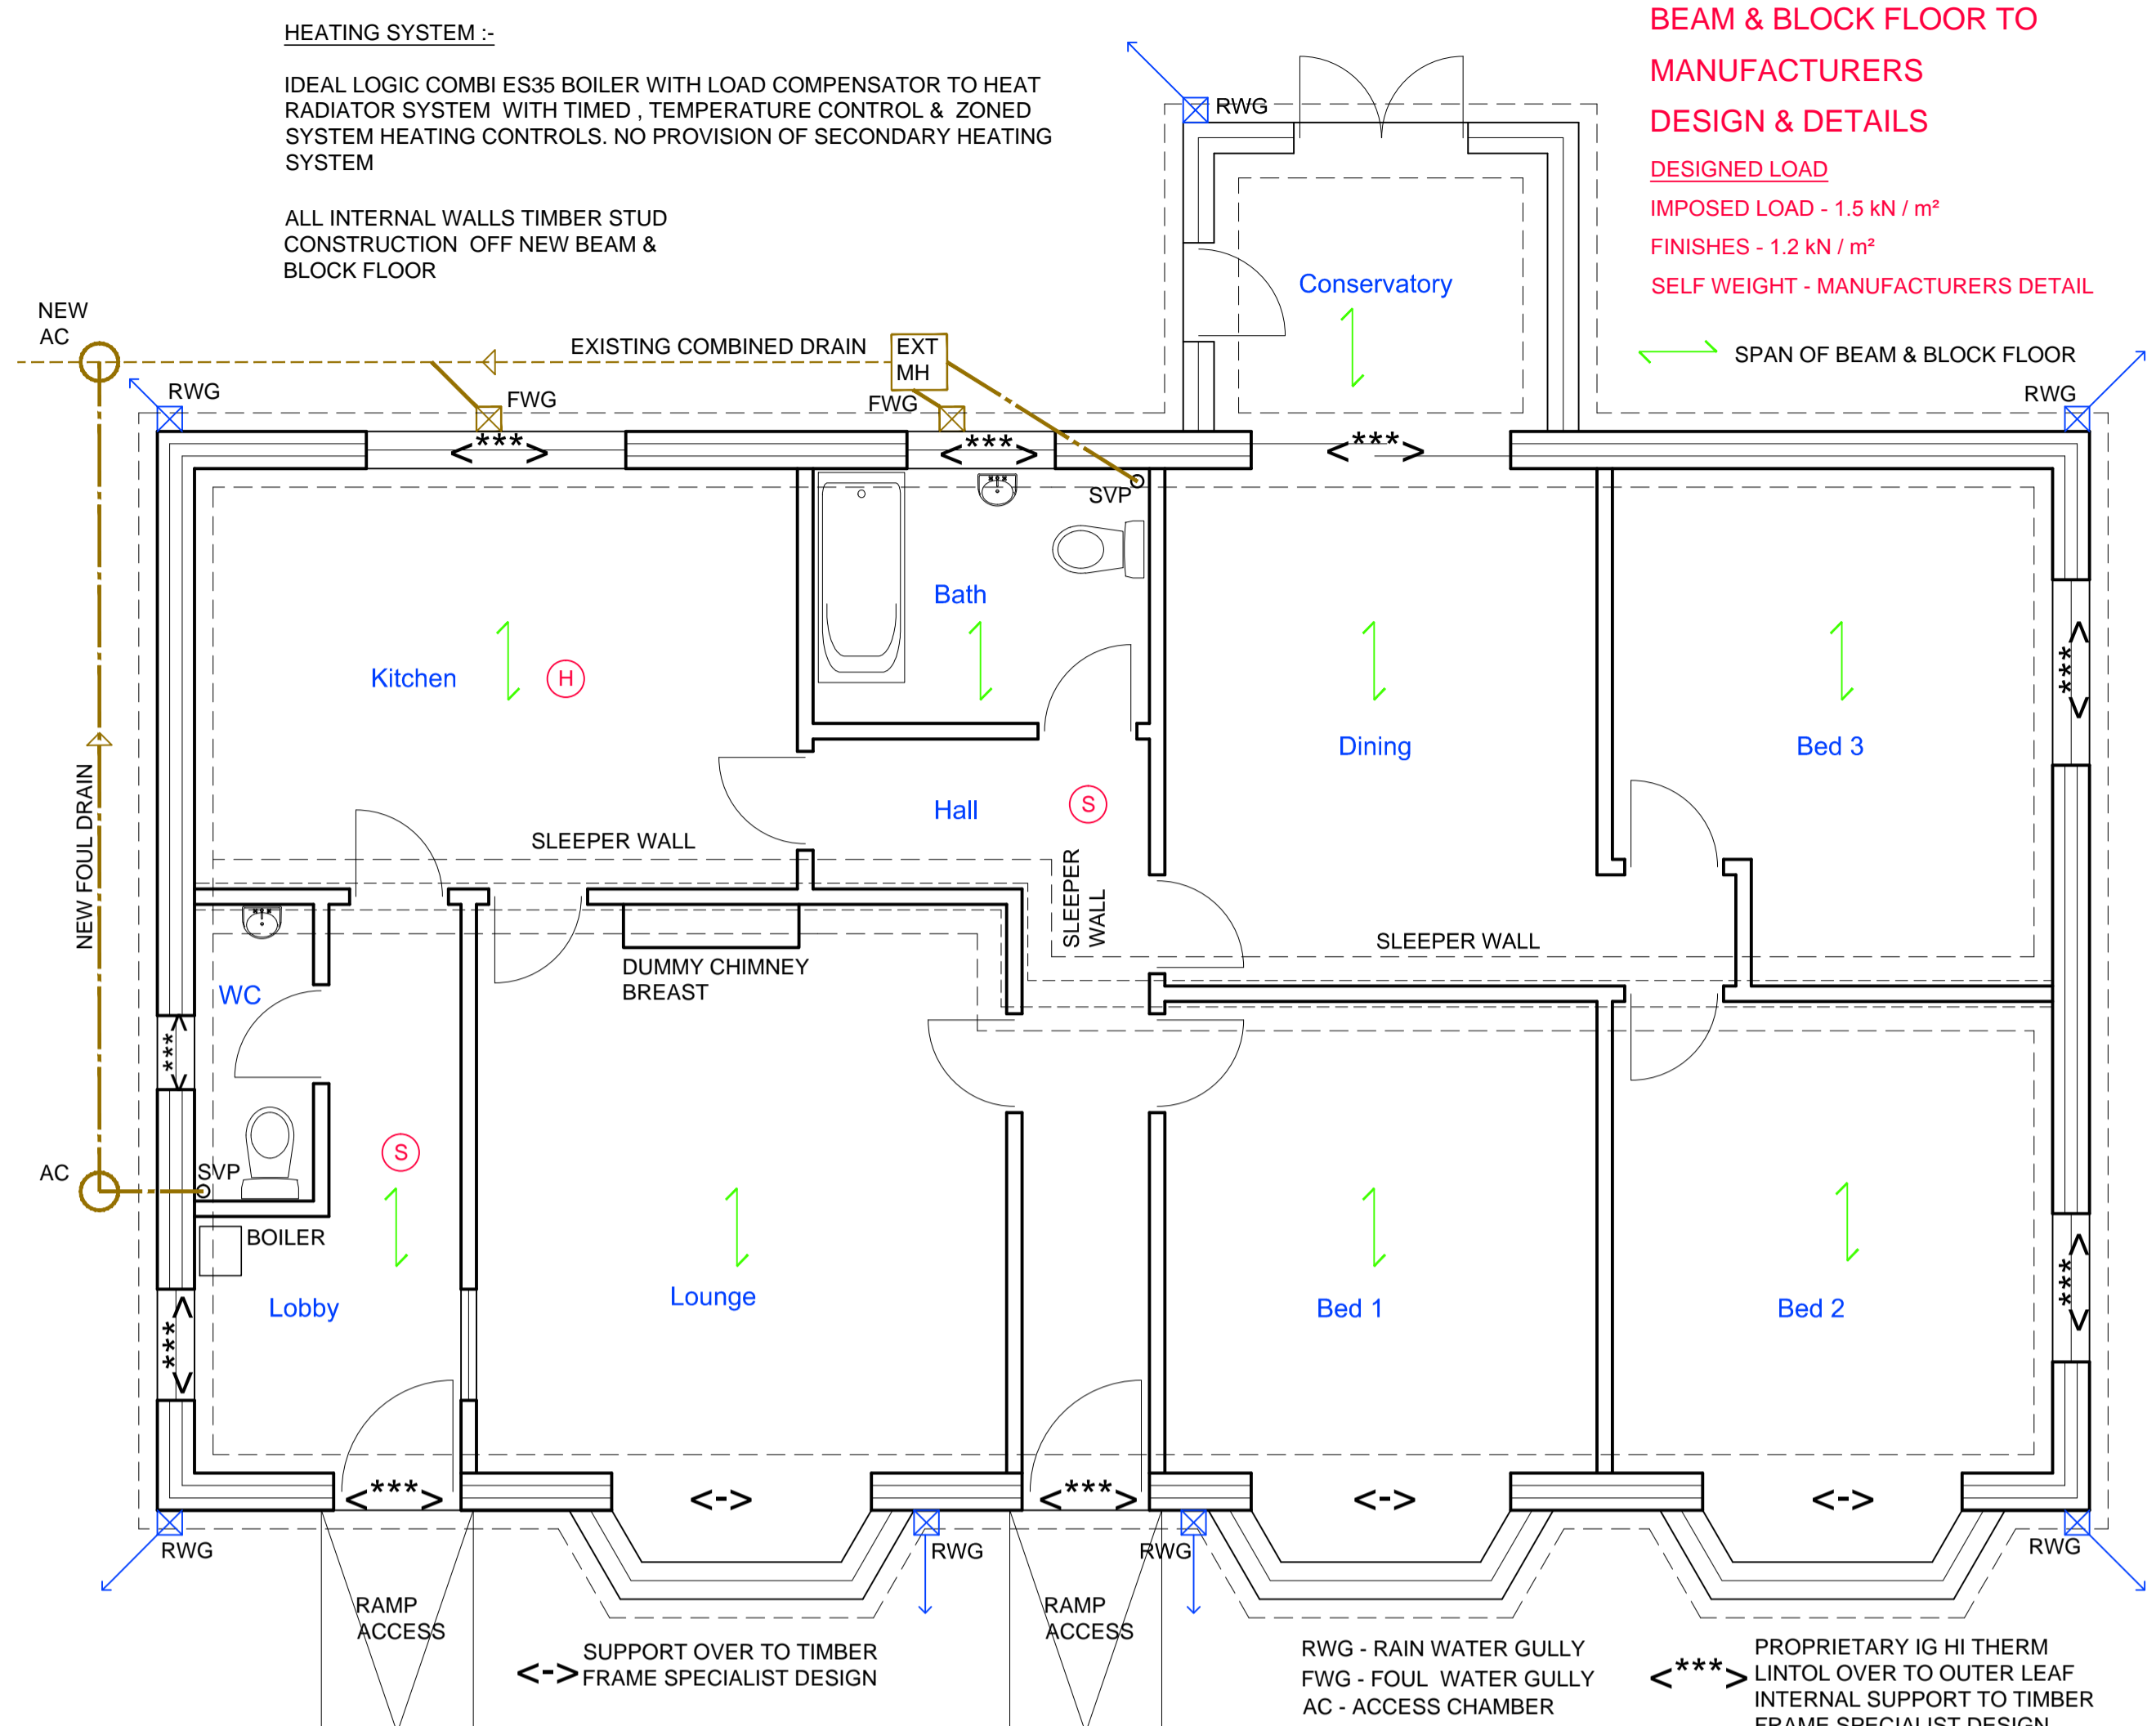 HEATING SYSTEM :-
IDEAL LOGIC COMBI ES35 BOILER WITH LOAD COMPENSATOR TO HEAT
RADIATOR SYSTEM WITH TIMED , TEMPERATURE CONTROL & ZONED
SYSTEM HEATING CONTROLS. NO PROVISION OF SECONDARY HEATING
SYSTEM
ALL INTERNAL WALLS TIMBER STUD
CONSTRUCTION OFF NEW BEAM &
BLOCK FLOOR
BEAM & BLOCK FLOOR TO
MANUFACTURERS
DESIGN & DETAILS
DESIGNED LOAD
IMPOSED LOAD - 1.5 kN / m²
FINISHES - 1.2 kN / m²
SELF WEIGHT - MANUFACTURERS DETAIL
SPAN OF BEAM & BLOCK FLOOR
RWG
Conservatory
NEW
AC
EXISTING COMBINED DRAIN
EXT
MH
RWG
FWG
FWG
RWG
<***>
<***>
<***>
SVP
Bath
Kitchen
H
<***>
Dining
Bed 3
Hall
S
SLEEPER WALL
NEW FOUL DRAIN
SLEEPER
WALL
SLEEPER WALL
DUMMY CHIMNEY
BREAST
WC
<***>
S
AC
SVP
BOILER
Lobby
<***>
Lounge
Bed 1
Bed 2
<***>
<***>
<->
<***>
<->
<->
RWG
RWG
RWG
RWG
RAMP
ACCESS
RAMP
ACCESS
<-> SUPPORT OVER TO TIMBER
FRAME SPECIALIST DESIGN
RWG - RAIN WATER GULLY
FWG - FOUL WATER GULLY
AC - ACCESS CHAMBER
PROPRIETARY IG HI THERM
<***> LINTOL OVER TO OUTER LEAF
INTERNAL SUPPORT TO TIMBER
FRAME SPECIALIST DESIGN